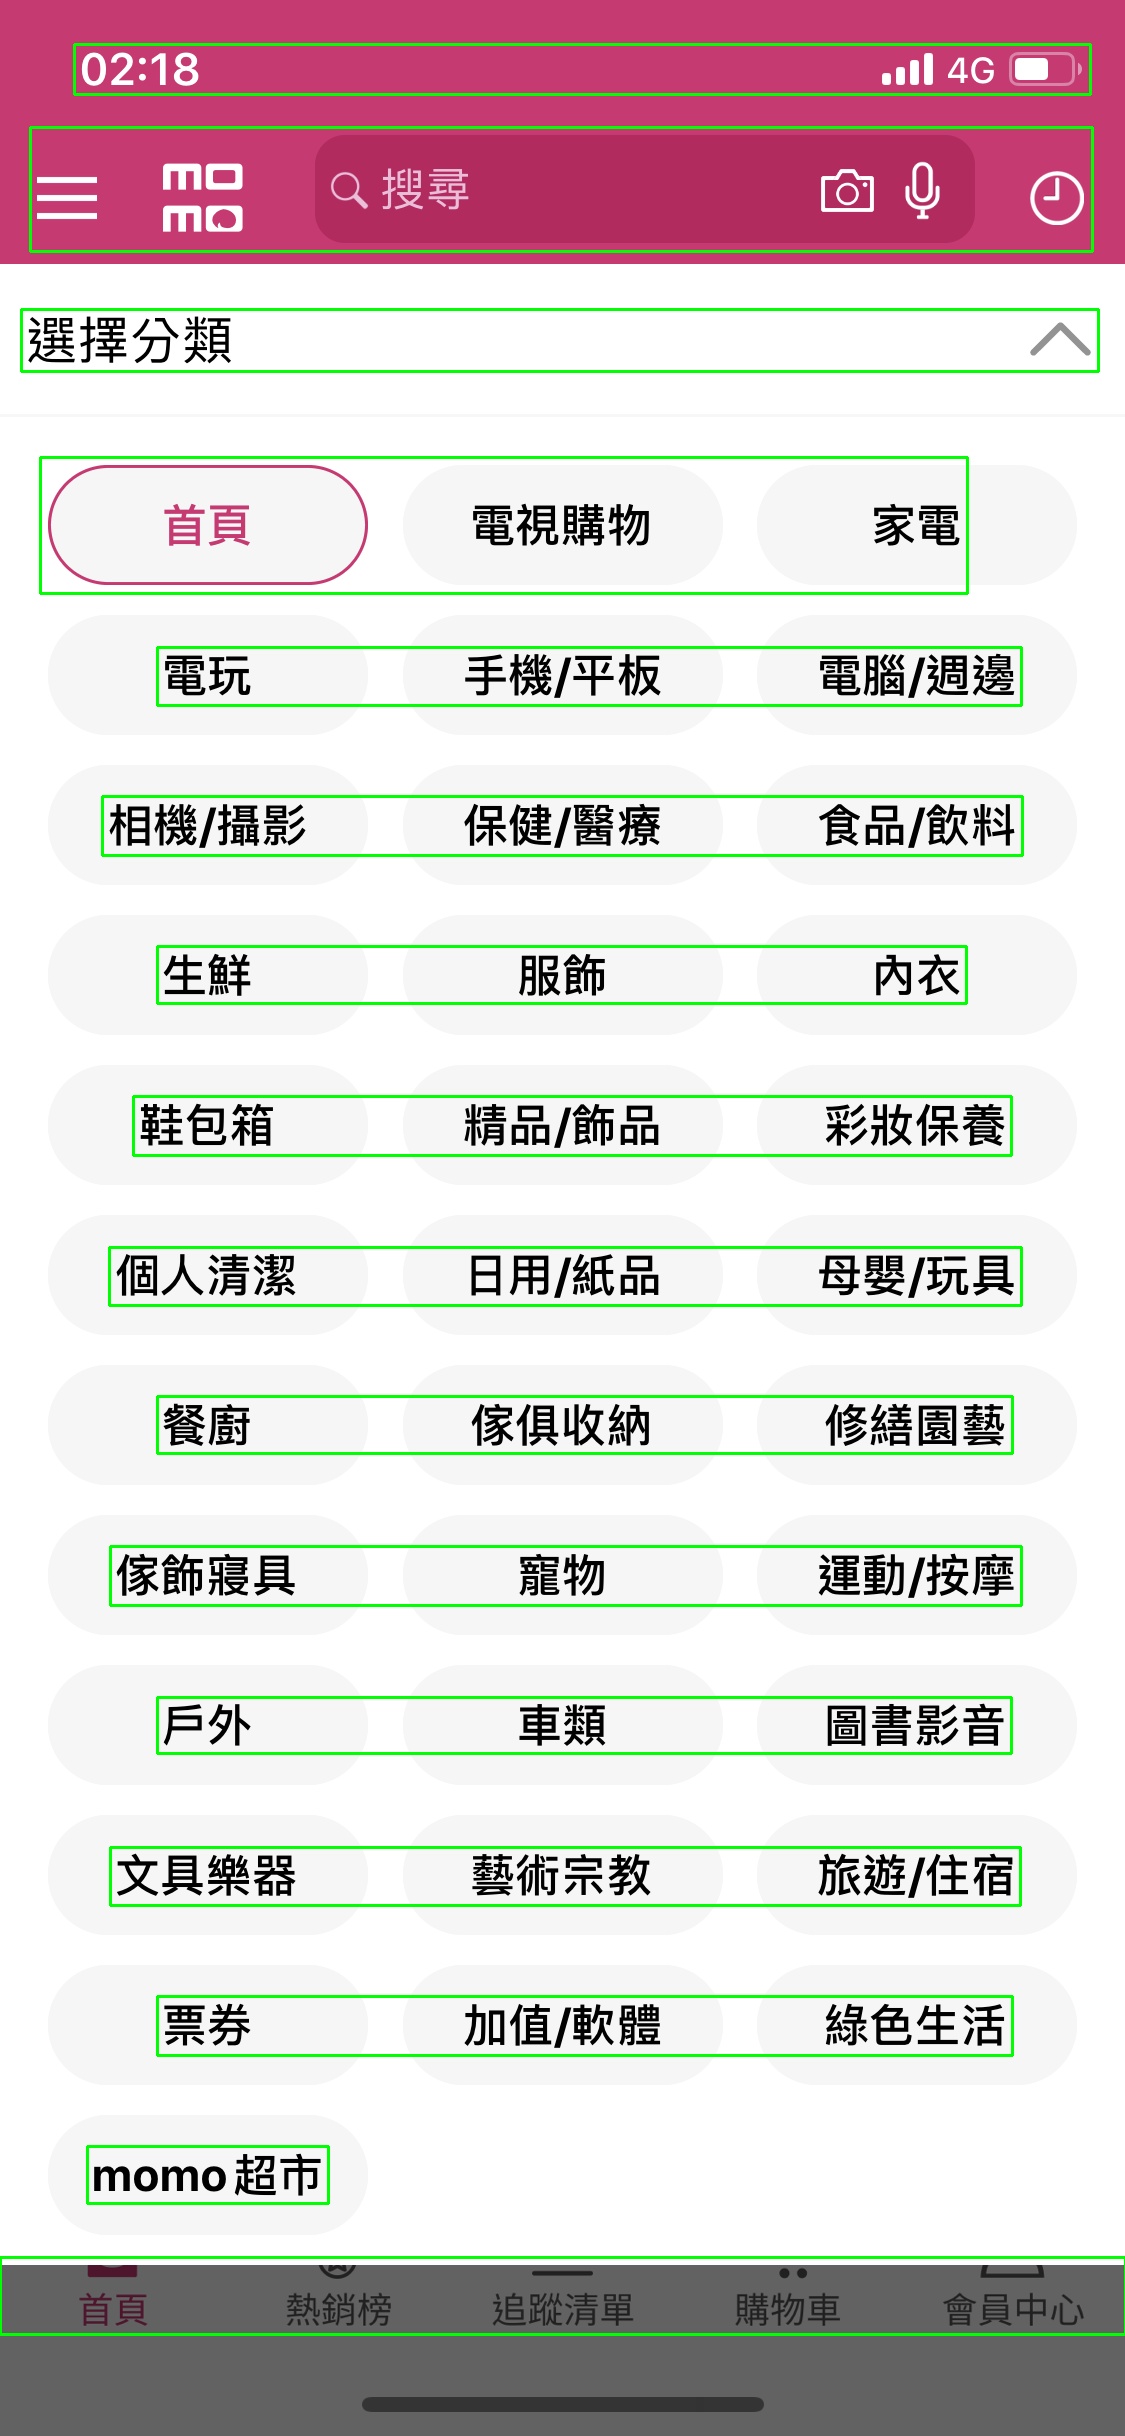 02:18 4G
momo 搜尋
選擇分類
首頁 電視購物 家電
電玩 手機/平板 電腦/週邊
相機/攝影 保健/醫療 食品/飲料
生鮮 服飾 內衣
鞋包箱 精品/飾品 彩妝保養
個人清潔 日用/紙品 母嬰/玩具
餐廚 傢俱收納 修繕園藝
傢飾寢具 寵物 運動/按摩
戶外 車類 圖書影音
文具樂器 藝術宗教 旅遊/住宿
票券 加值/軟體 綠色生活
momo超市
首頁 熱銷榜 追蹤清單 購物車 會員中心